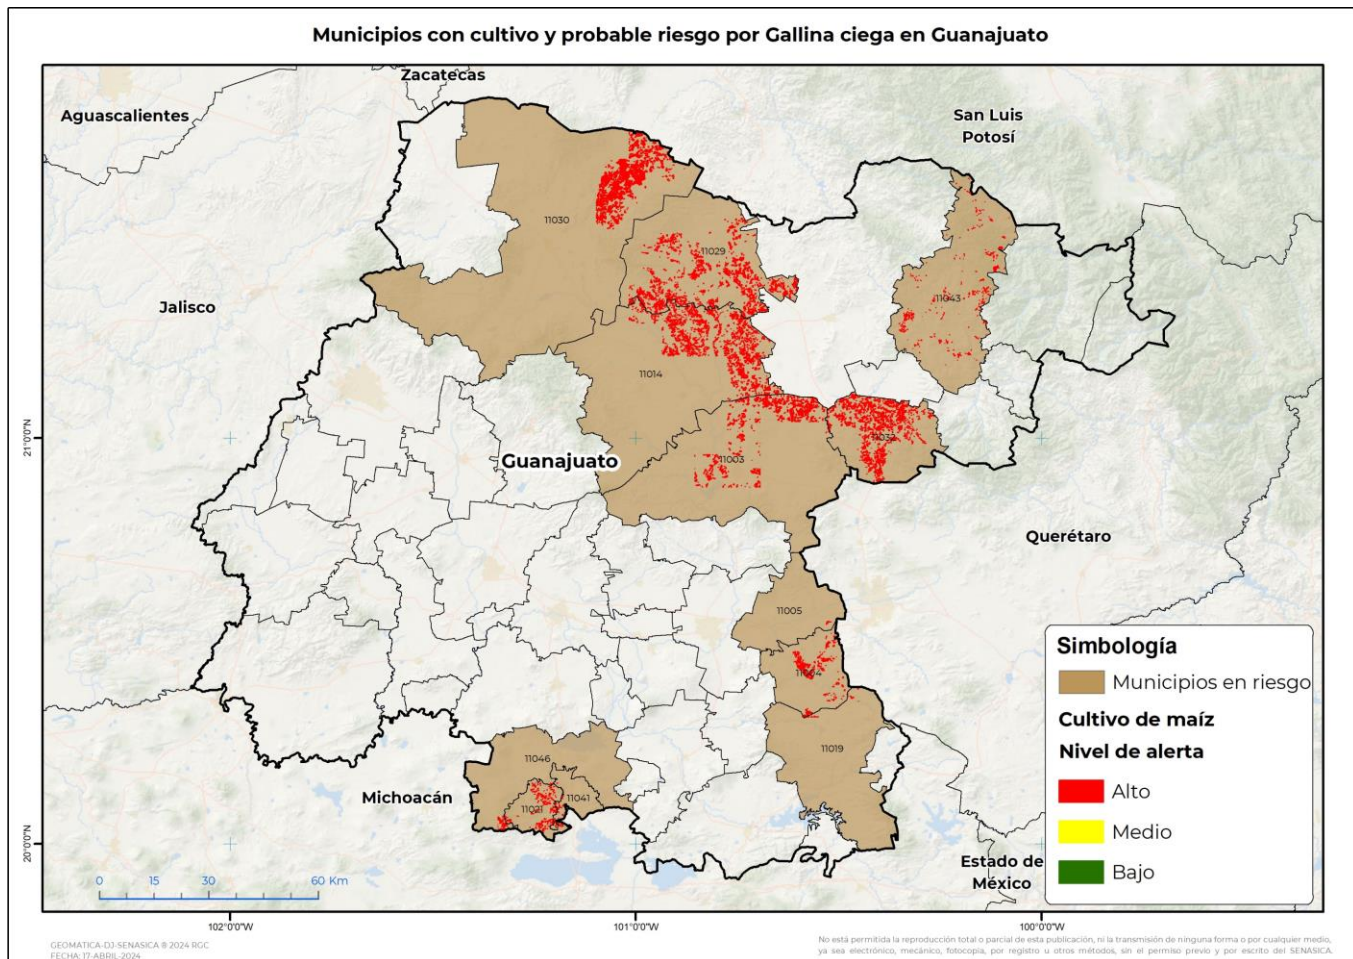 Municipios con cultivo y probable riesgo por Gallina ciega en Guanajuato
Zacatecas
Aguascalientes
San Luis
Potosí
11030
11029
11043
Jalisco
11014
21°0'0"N
11033
Guanajuato
11003
Querétaro
11005
Simbología
Municipios en riesgo
Cultivo de maíz
Nivel de alerta
Alto
Medio
Bajo
11004
11019
11046
Michoacán
11041
11021
20°0'0"N
Estado de
México
0 15 30 60 Km
102°0'0"W 101°0'0"W 100°0'0"W
GEOMÁTICA-DJ-SENASICA ® 2024 RGC
FECHA: 17-ABRIL-2024
No está permitida la reproducción total o parcial de esta publicación, ni la transmisión de ninguna forma o por cualquier medio,
ya sea electrónico, mecánico, fotocopia, por registro u otros métodos, sin el permiso previo y por escrito del SENASICA.